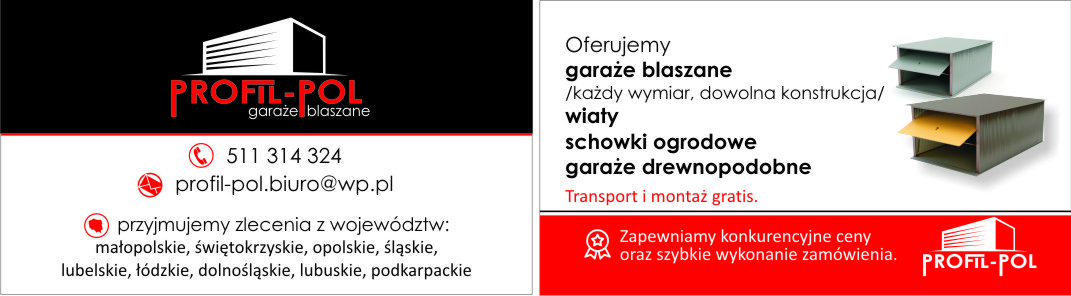 PROFIL-POL
garaże blaszane
511 314 324
profil-pol.biuro@wp.pl
przyjmujemy zlecenia z województw:
małopolskie, świętokrzyskie, opolskie, śląskie,
lubelskie, łódzkie, dolnośląskie, lubuskie, podkarpackie
Oferujemy
garaże blaszane
/każdy wymiar, dowolna konstrukcja/
wiaty
schowki ogrodowe
garaże drewnopodobne
Transport i montaż gratis.
Zapewniamy konkurencyjne ceny
oraz szybkie wykonanie zamówienia.
PROFIL-POL